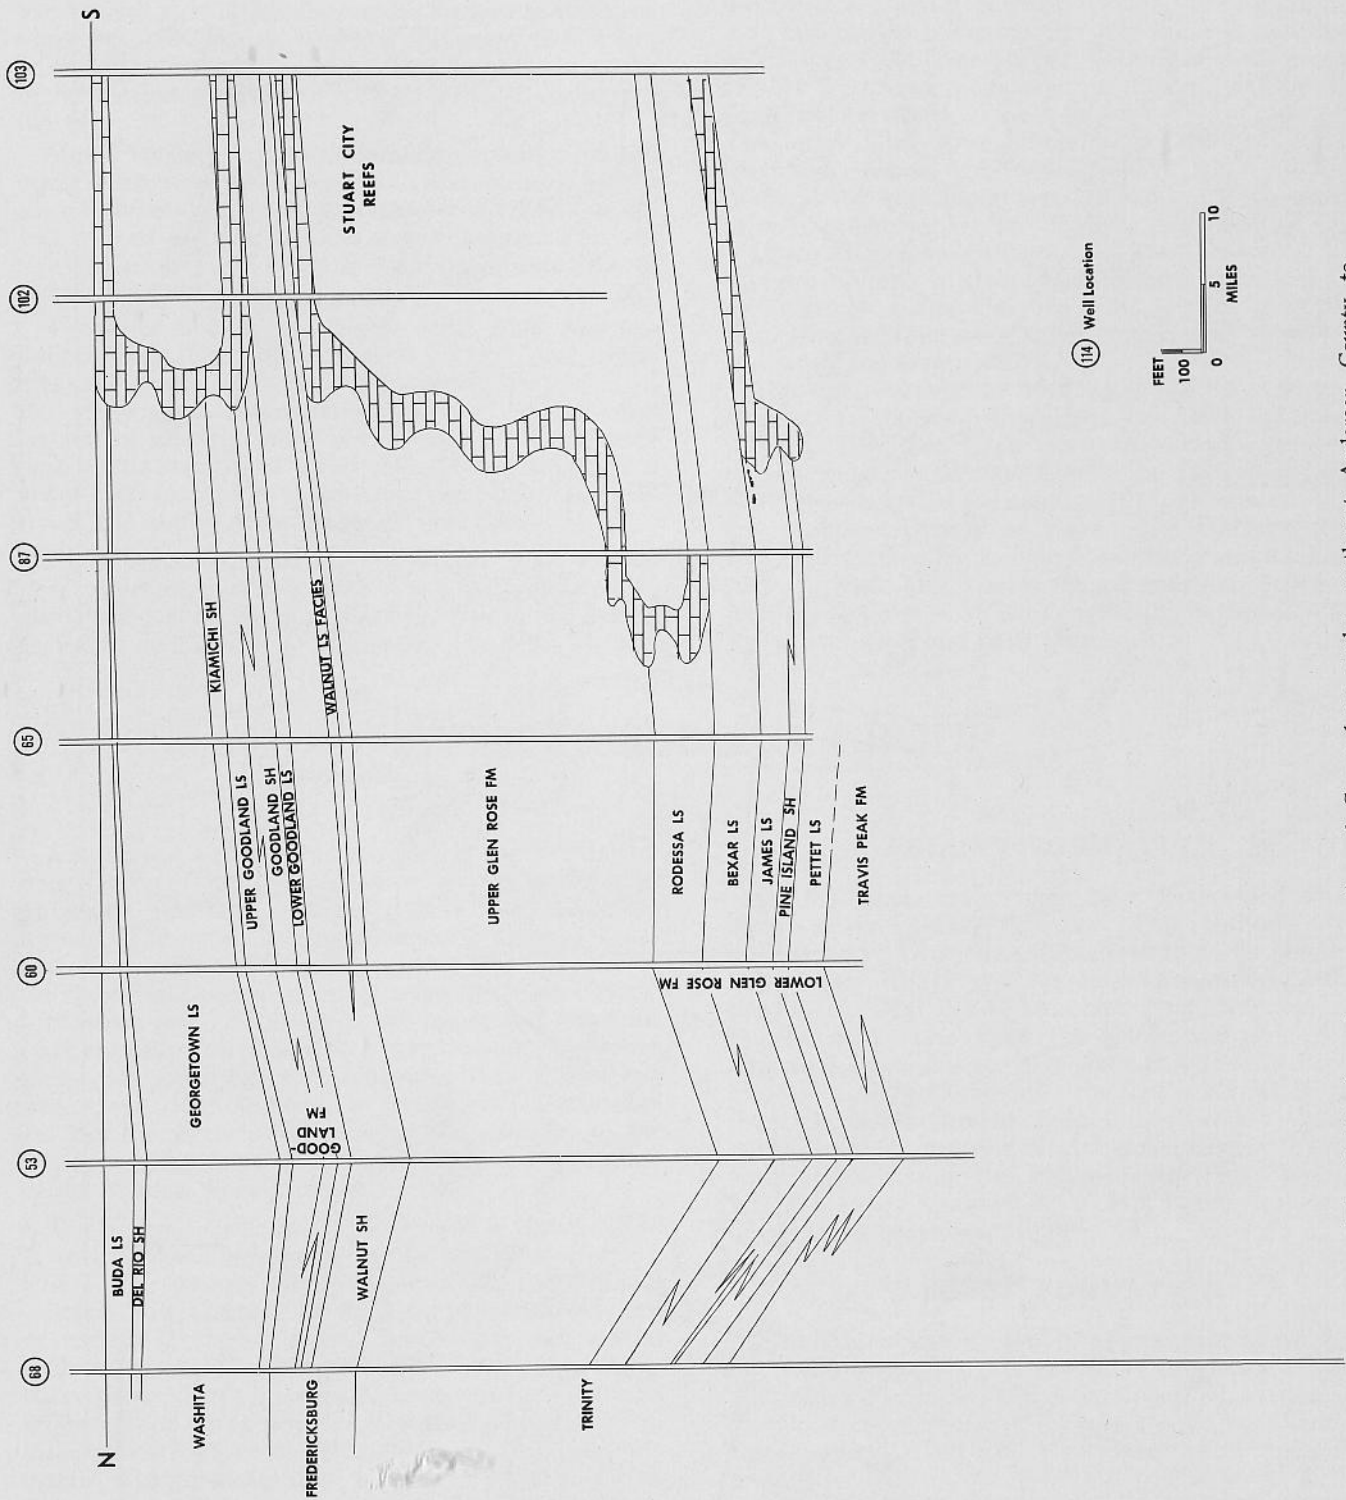 N
S
68
53
60
65
87
102
103
WASHITA
FREDERICKSBURG
TRINITY
BUDA LS
DEL RIO SH
GEORGETOWN LS
KIAMICHI SH
UPPER GOODLAND LS
GOODLAND SH
LOWER GOODLAND LS
GOOD-
LAND
FM
WALNUT SH
WALNUT LS FACIES
STUART CITY
REEFS
UPPER GLEN ROSE FM
LOWER GLEN ROSE FM
RODESSA LS
BEXAR LS
JAMES LS
PINE ISLAND SH
PETTET LS
TRAVIS PEAK FM
114 Well Location
FEET
100
0
5
10
MILES